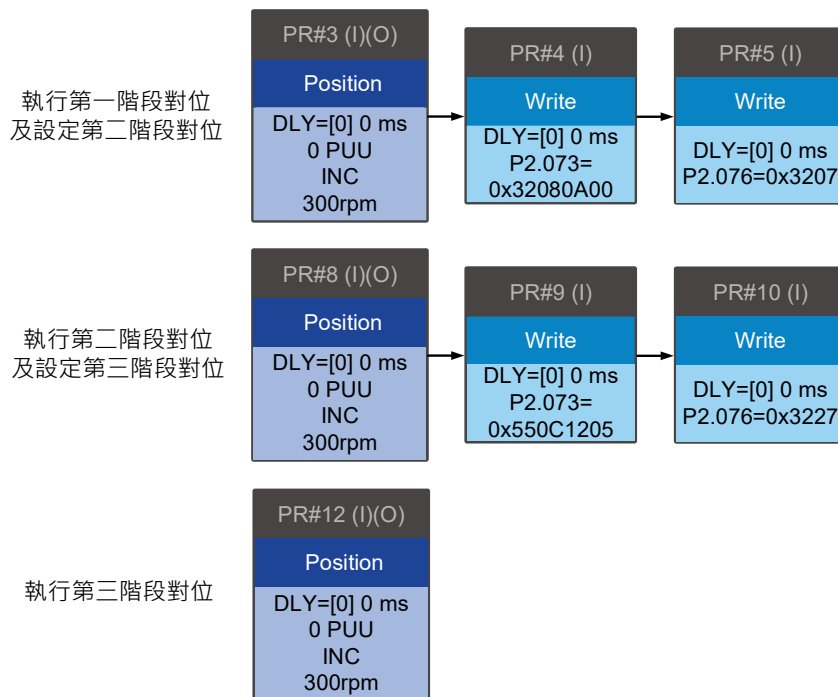 執行第一階段對位
及設定第二階段對位
PR#3 (I)(O)
Position
DLY=[0] 0 ms
0 PUU
INC
300rpm
PR#4 (I)
Write
DLY=[0] 0 ms
P2.073=
0x32080A00
PR#5 (I)
Write
DLY=[0] 0 ms
P2.076=0x3207
執行第二階段對位
及設定第三階段對位
PR#8 (I)(O)
Position
DLY=[0] 0 ms
0 PUU
INC
300rpm
PR#9 (I)
Write
DLY=[0] 0 ms
P2.073=
0x550C1205
PR#10 (I)
Write
DLY=[0] 0 ms
P2.076=0x3227
執行第三階段對位
PR#12 (I)(O)
Position
DLY=[0] 0 ms
0 PUU
INC
300rpm